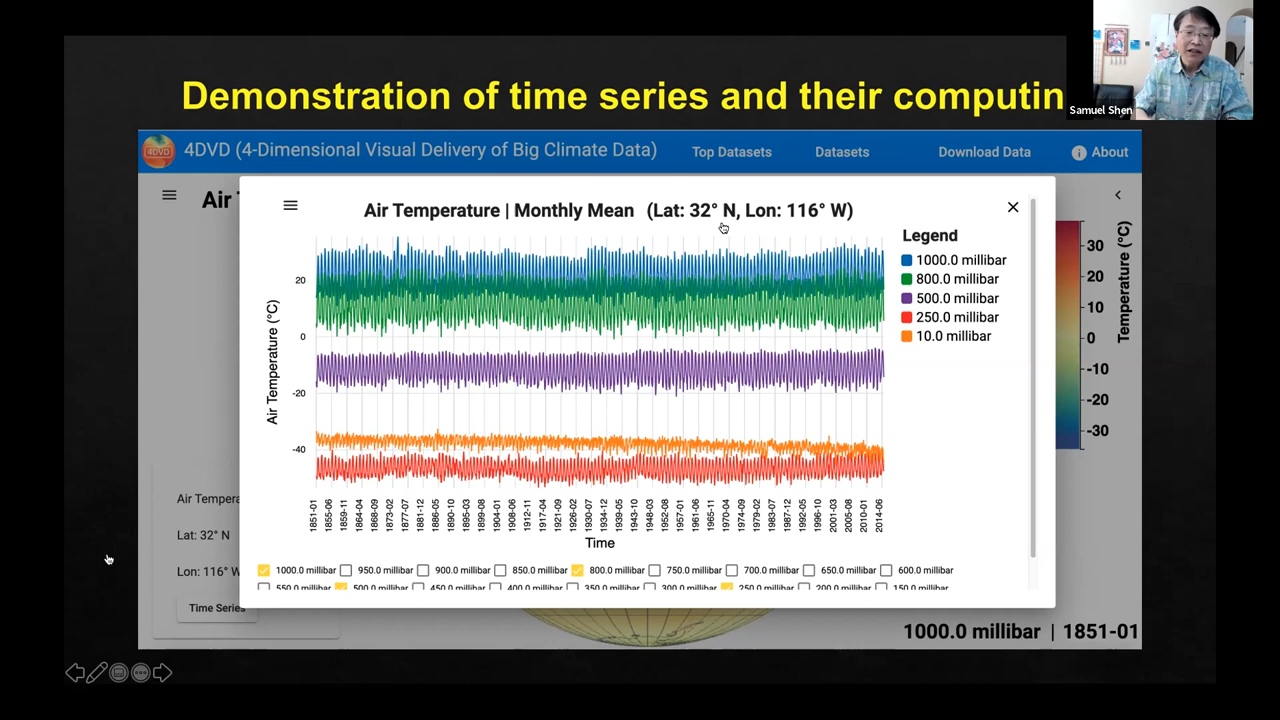 Samuel Shen
Demonstration of time series and their computin
4DVD
4DVD (4-Dimensional Visual Delivery of Big Climate Data)
Top Datasets
Datasets
Download Data
About
Air
Air Temperature | Monthly Mean (Lat: 32° N, Lon: 116° W)
Legend
1000.0 millibar
800.0 millibar
500.0 millibar
250.0 millibar
10.0 millibar
Air Temperature (°C)
20
0
-20
-40
1851-01
1855-06
1859-11
1864-04
1868-09
1873-02
1877-07
1881-12
1886-05
1890-10
1895-03
1899-08
1904-01
1908-06
1912-11
1917-04
1921-09
1926-02
1930-07
1934-12
1939-05
1943-10
1948-03
1952-08
1957-01
1961-06
1965-11
1970-04
1974-09
1979-02
1983-07
1987-12
1992-05
1996-10
2001-03
2005-08
2010-01
2014-06
Time
1000.0 millibar 950.0 millibar 900.0 millibar 850.0 millibar 800.0 millibar 750.0 millibar 700.0 millibar 650.0 millibar 600.0 millibar
550.0 millibar 500.0 millibar 450.0 millibar 400.0 millibar 350.0 millibar 300.0 millibar 250.0 millibar 200.0 millibar 150.0 millibar
30
20
10
0
-10
-20
-30
Temperature (°C)
Air Tempera
Lat: 32° N
Lon: 116° W
Time Series
1000.0 millibar | 1851-01